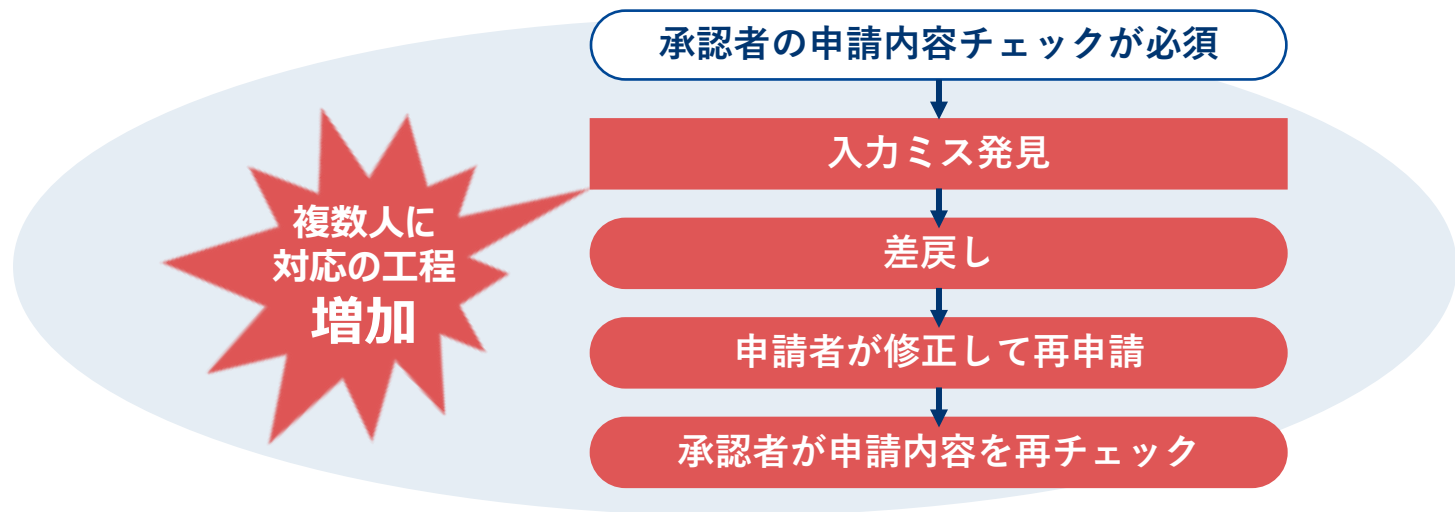 承認者の申請内容チェックが必須
入力ミス発見
差戻し
申請者が修正して再申請
承認者が申請内容を再チェック
複数人に
対応の工程
増加